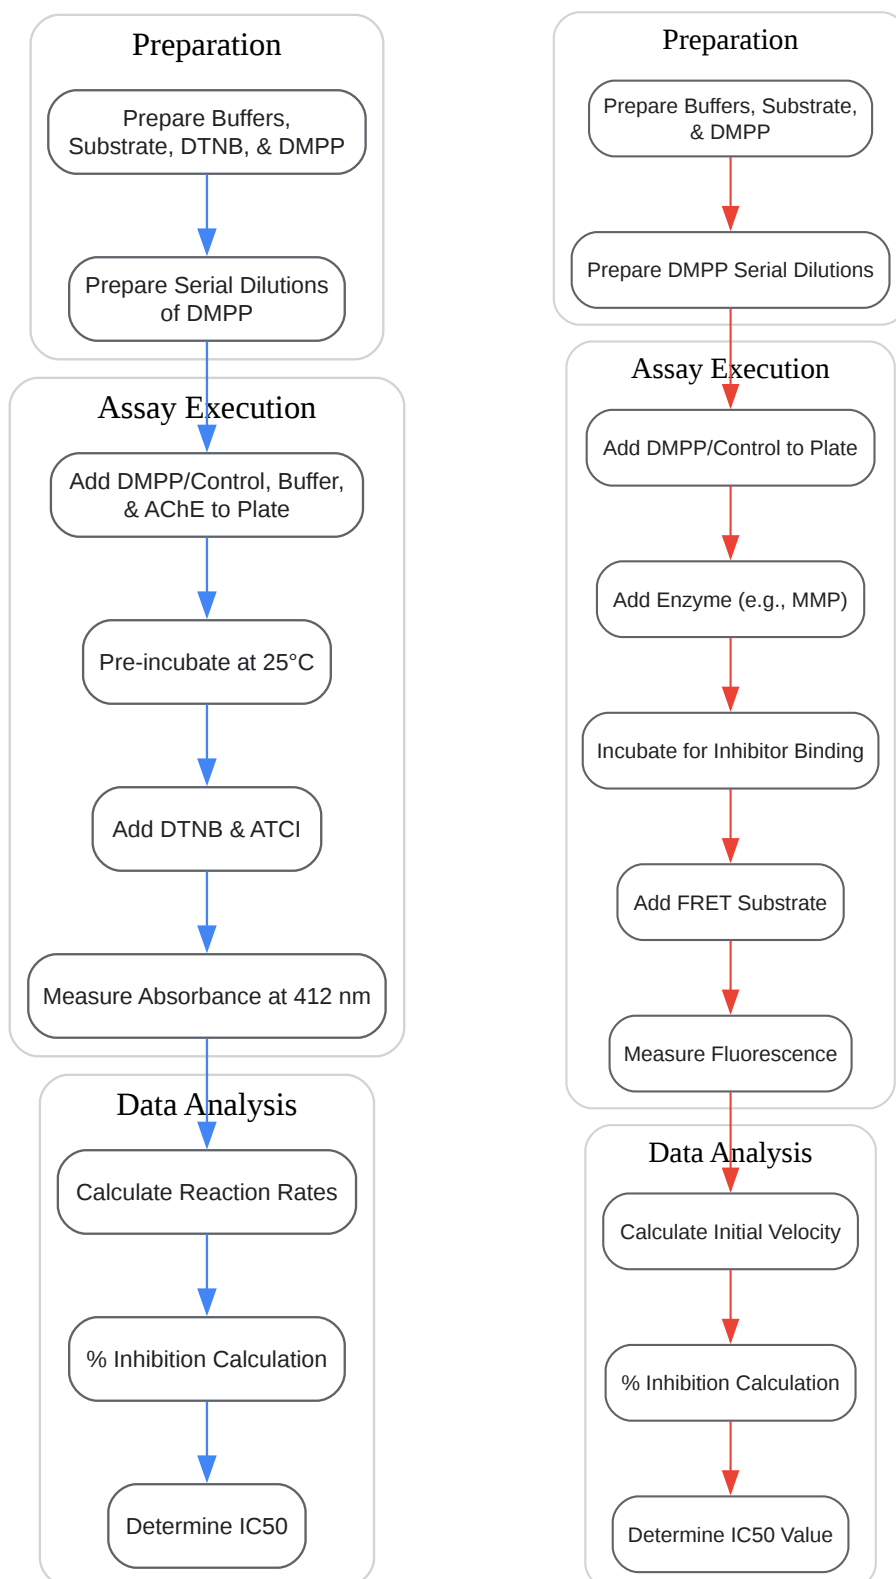 Preparation
Prepare Buffers,
Substrate, DTNB, & DMPP
Prepare Serial Dilutions
of DMPP
Assay Execution
Add DMPP/Control, Buffer,
& AChE to Plate
Pre-incubate at 25°C
Add DTNB & ATCI
Measure Absorbance at 412 nm
Data Analysis
Calculate Reaction Rates
% Inhibition Calculation
Determine IC50
Preparation
Prepare Buffers, Substrate,
& DMPP
Prepare DMPP Serial Dilutions
Assay Execution
Add DMPP/Control to Plate
Add Enzyme (e.g., MMP)
Incubate for Inhibitor Binding
Add FRET Substrate
Measure Fluorescence
Data Analysis
Calculate Initial Velocity
% Inhibition Calculation
Determine IC50 Value